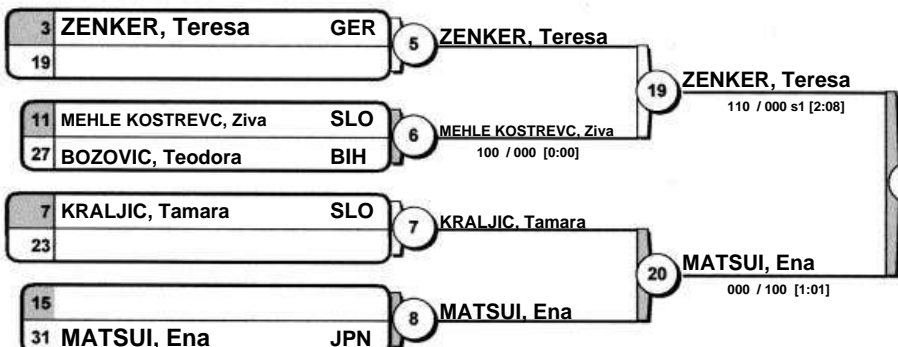 3 ZENKER, Teresa GER
19
5 ZENKER, Teresa
11 MEHLE KOSTREVC, Ziva SLO
27 BOZOVIC, Teodora BIH
6 MEHLE KOSTREVC, Ziva
100 / 000 [0:00]
19 ZENKER, Teresa
110 / 000 s1 [2:08]
7 KRALJIC, Tamara SLO
23
7 KRALJIC, Tamara
15
31 MATSUI, Ena JPN
8 MATSUI, Ena
20 MATSUI, Ena
000 / 100 [1:01]